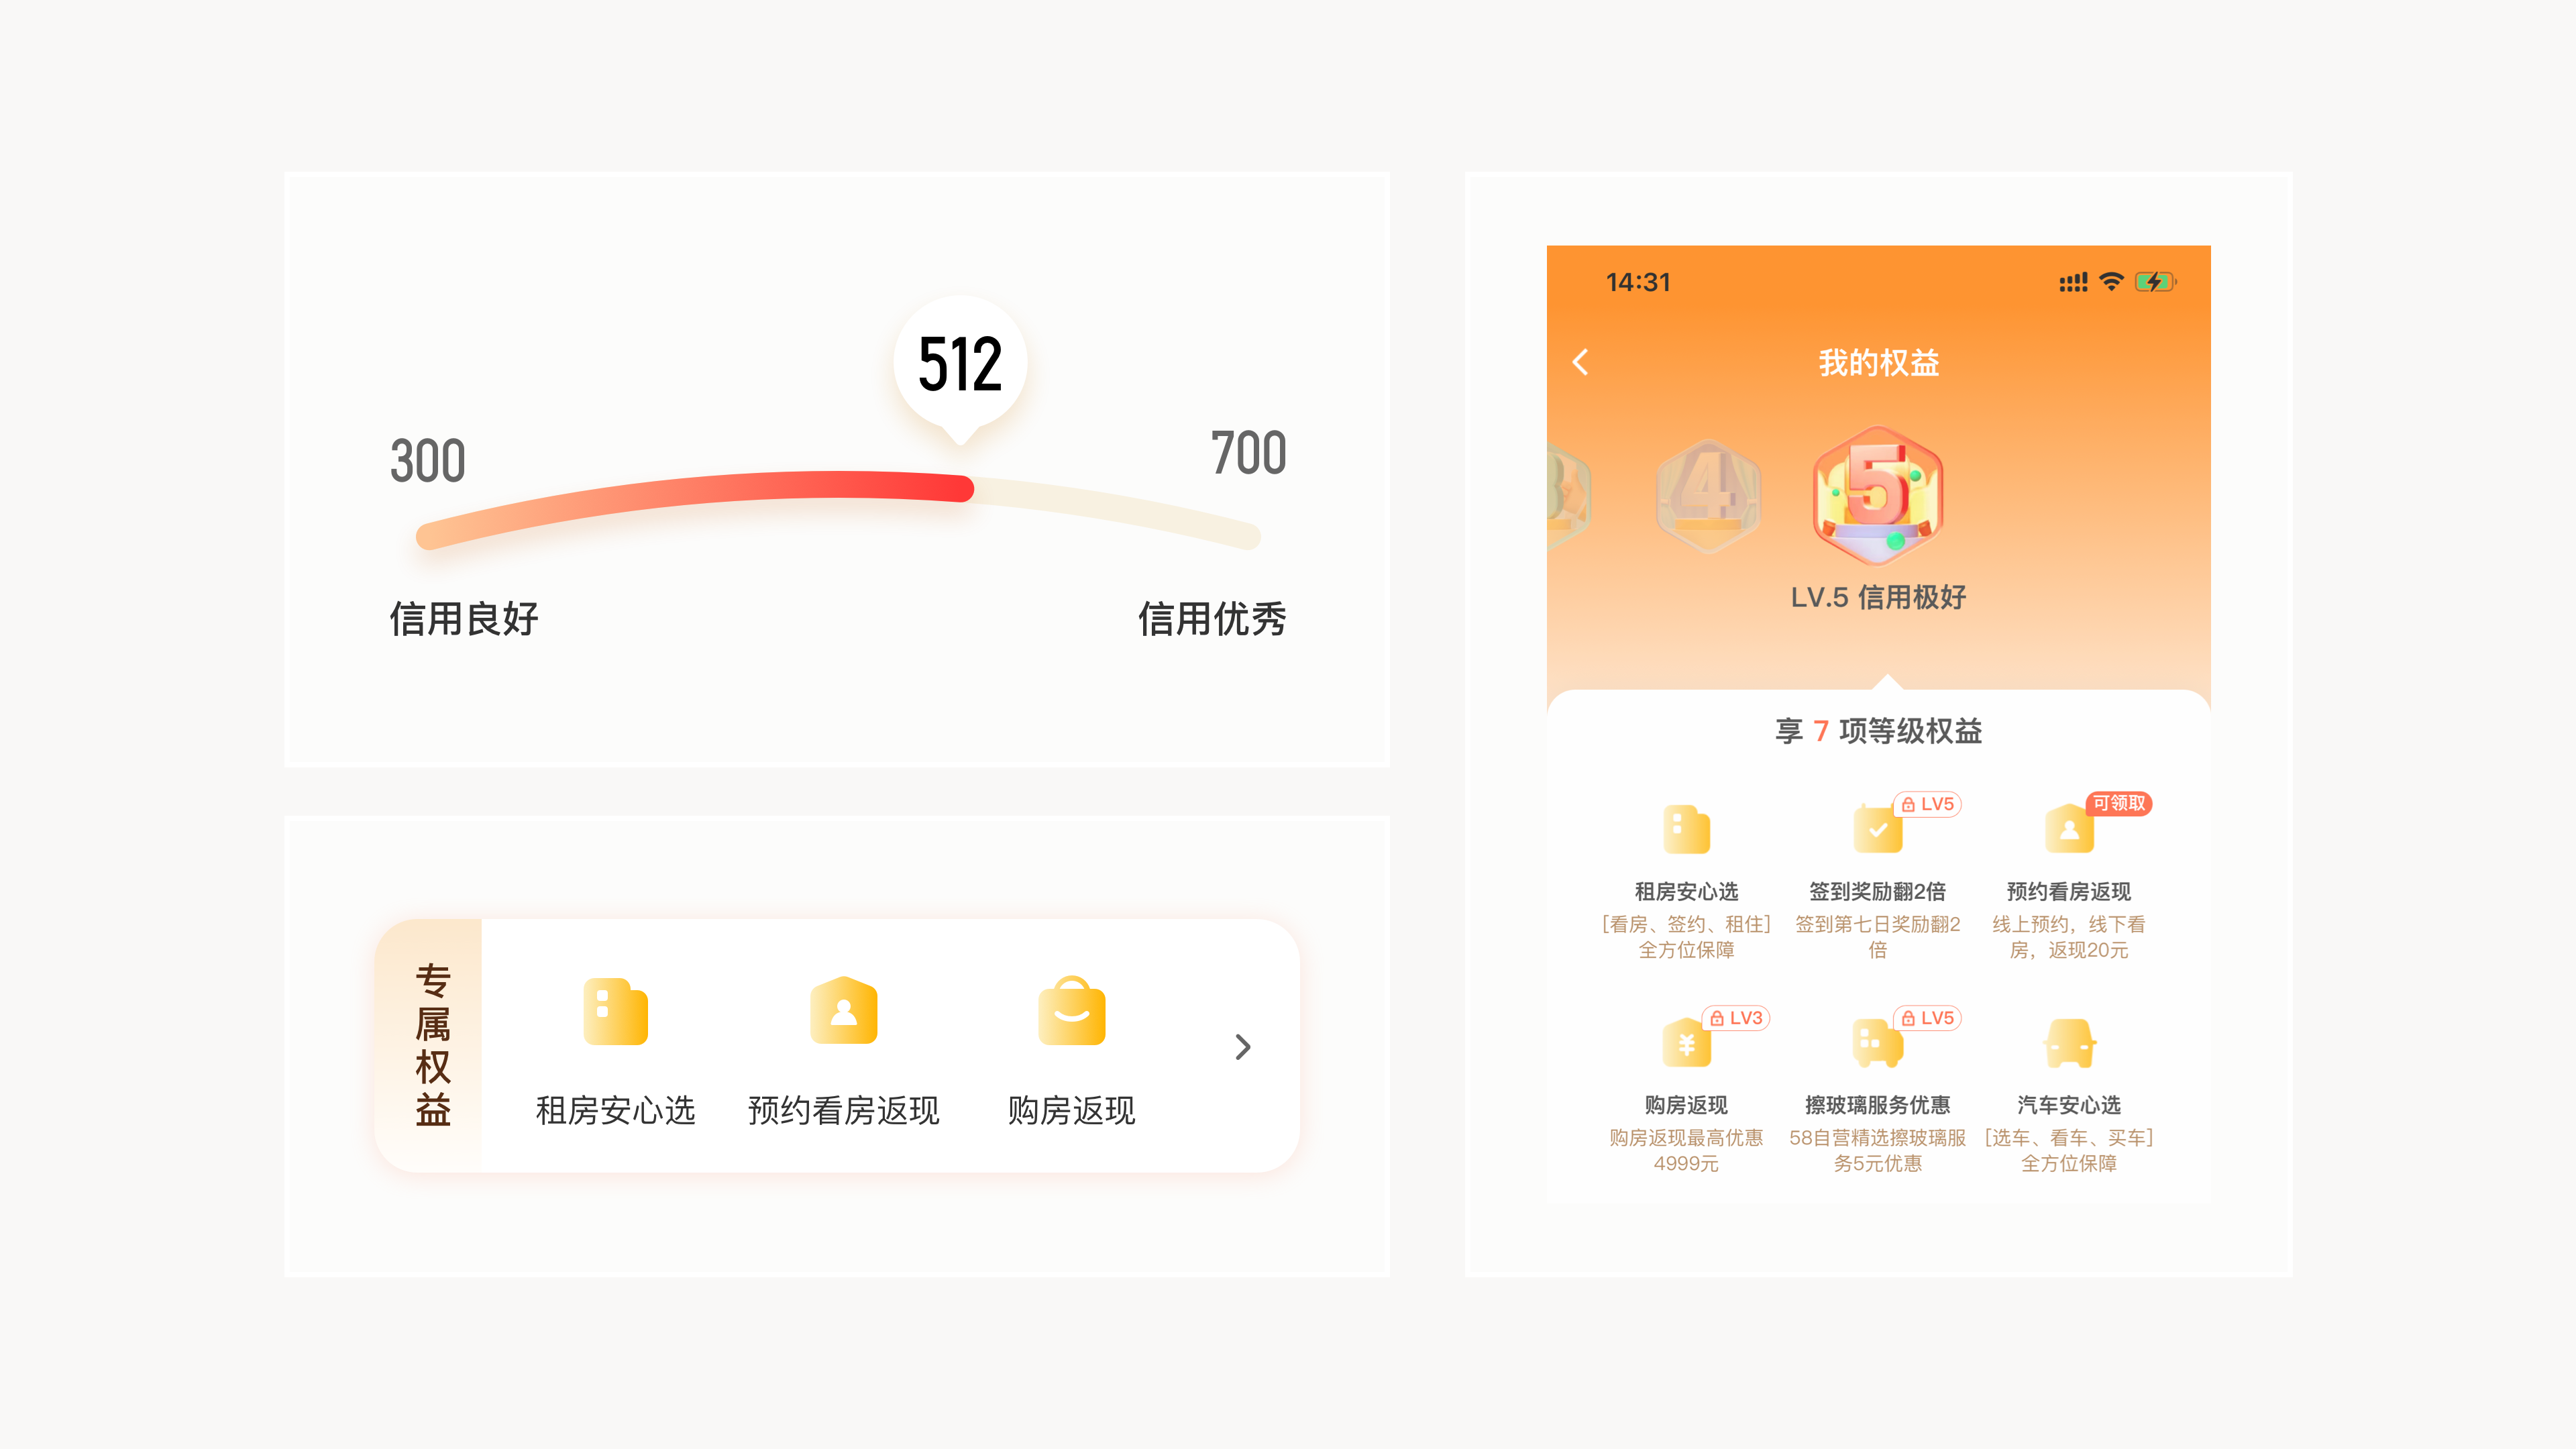 512
300
700
信用良好
信用优秀
专属权益
租房安心选
预约看房返现
购房返现
14:31
我的权益
3
4
5
LV.5 信用极好
享 7 项等级权益
LV5
可领取
租房安心选
签到奖励翻2倍
预约看房返现
[看房、签约、租住]
全方位保障
签到第七日奖励翻2
倍
线上预约，线下看
房，返现20元
LV3
LV5
购房返现
擦玻璃服务优惠
汽车安心选
购房返现最高优惠
4999元
58自营精选擦玻璃服
务5元优惠
[选车、看车、买车]
全方位保障